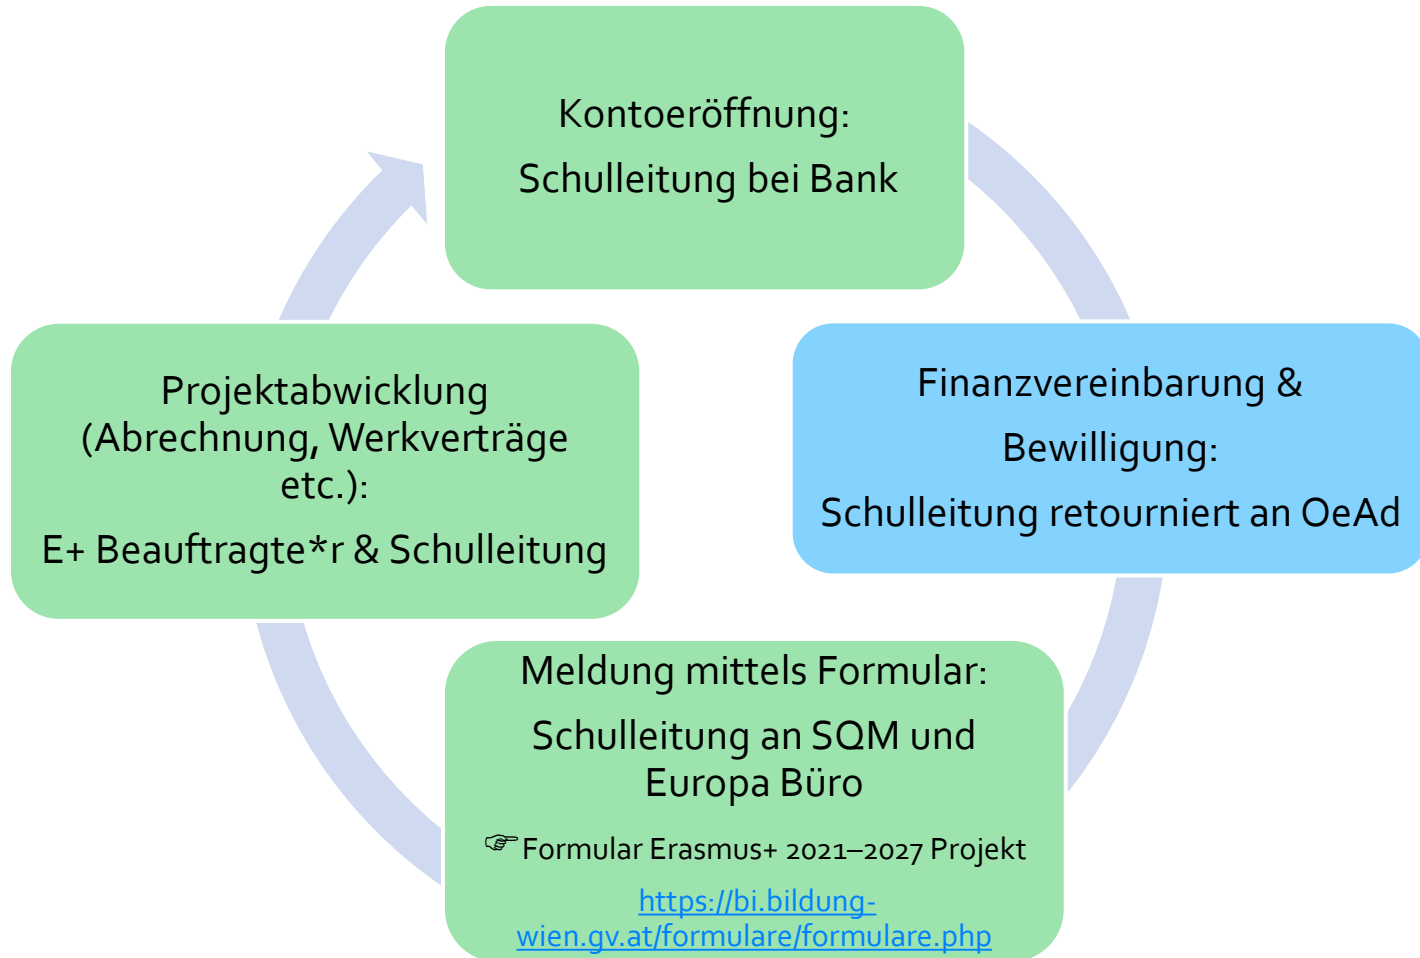 Kontoeröffnung:
Schulleitung bei Bank
Finanzvereinbarung &
Bewilligung:
Schulleitung retourniert an OeAd
Meldung mittels Formular:
Schulleitung an SQM und
Europa Büro
☞Formular Erasmus+ 2021–2027 Projekt
https://bi.bildung-
wien.gv.at/formulare/formulare.php
Projektabwicklung
(Abrechnung, Werkverträge
etc.):
E+ Beauftragte*r & Schulleitung